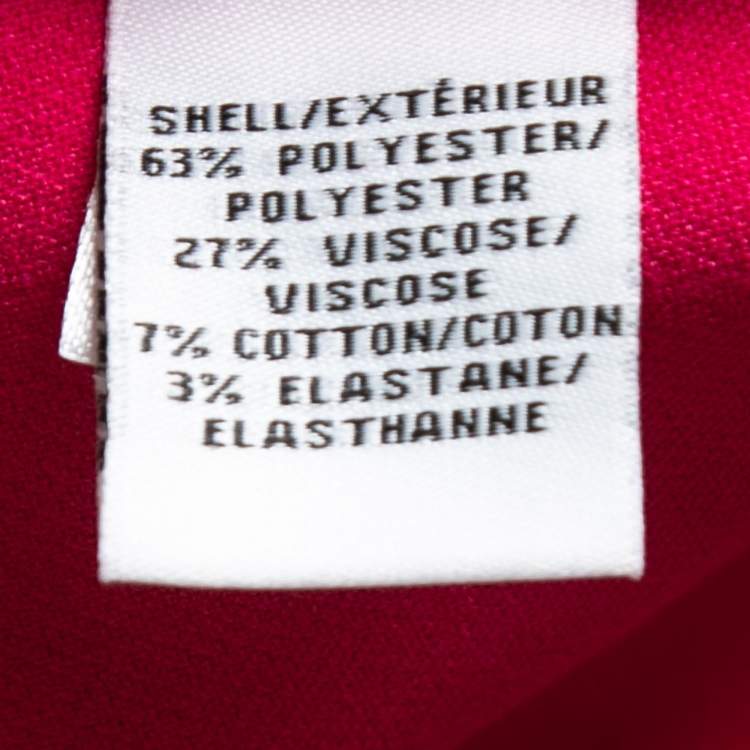 SHELL/EXTÉRIEUR
63% POLYESTER/
POLYESTER
27% VISCOSE/
VISCOSE
7% COTTON/COTON
3% ELASTANE/
ELASTHANNE